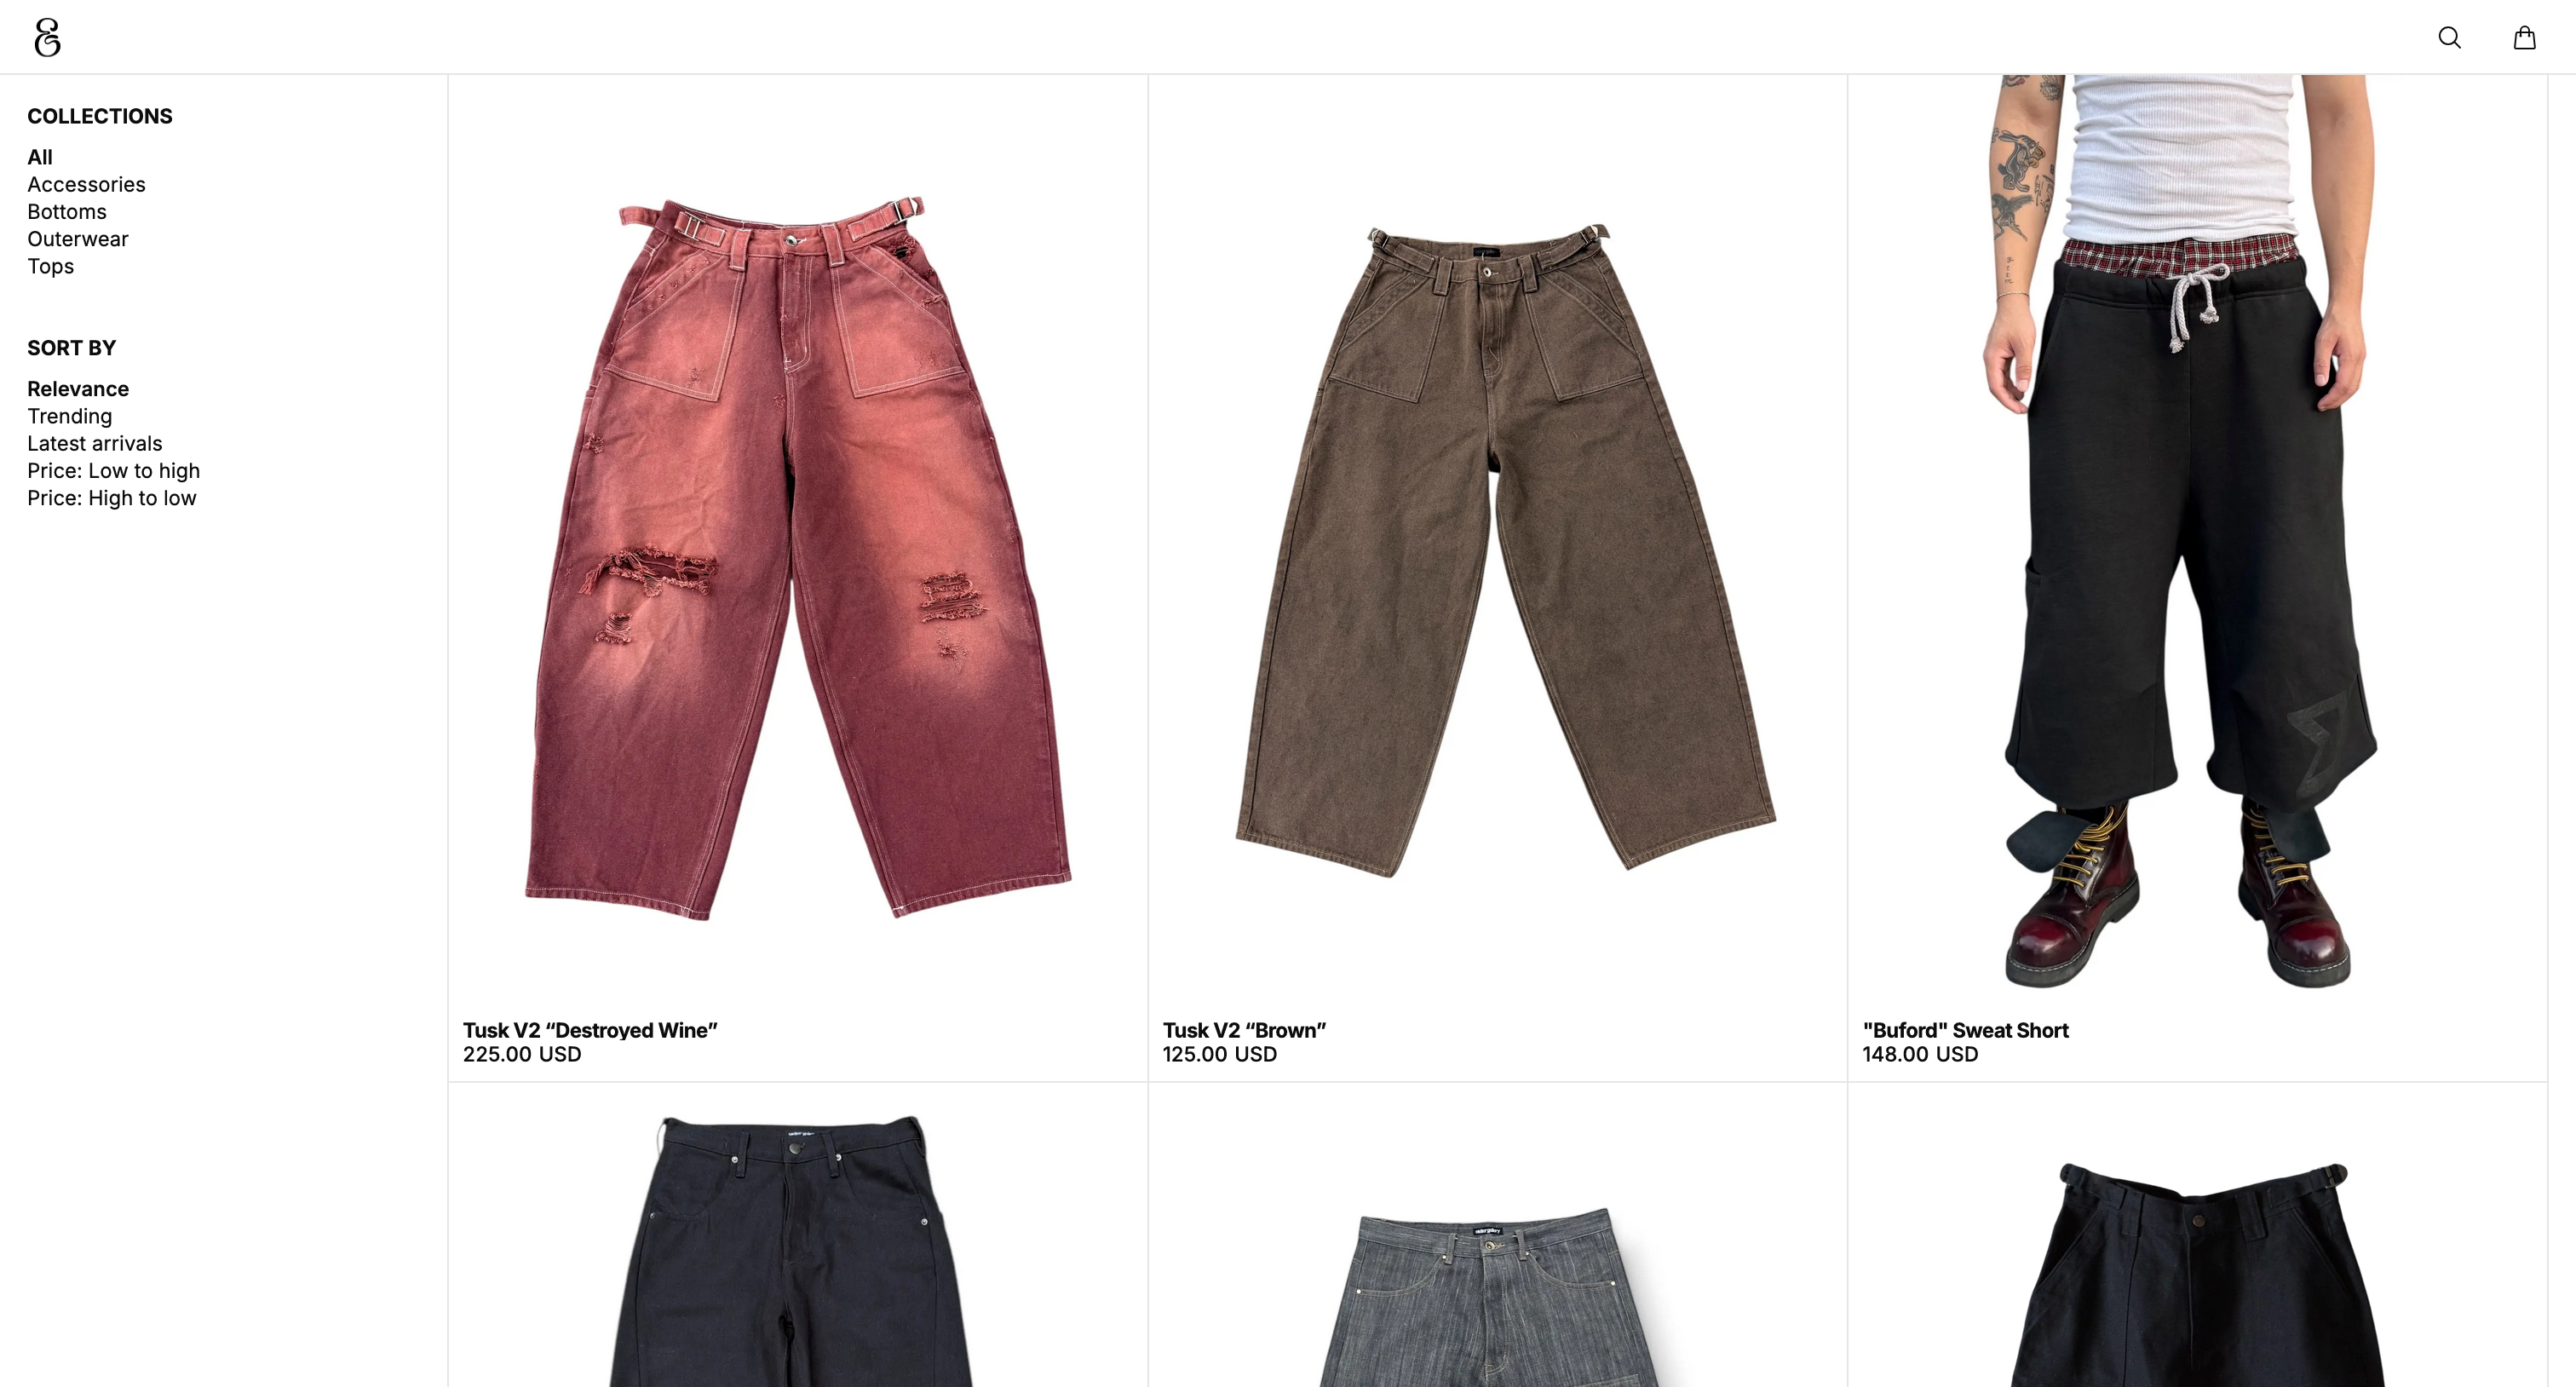 &
COLLECTIONS
All
Accessories
Bottoms
Outerwear
Tops
SORT BY
Relevance
Trending
Latest arrivals
Price: Low to high
Price: High to low
Tusk V2 “Destroyed Wine”
225.00 USD
Tusk V2 “Brown”
125.00 USD
"Buford" Sweat Short
148.00 USD